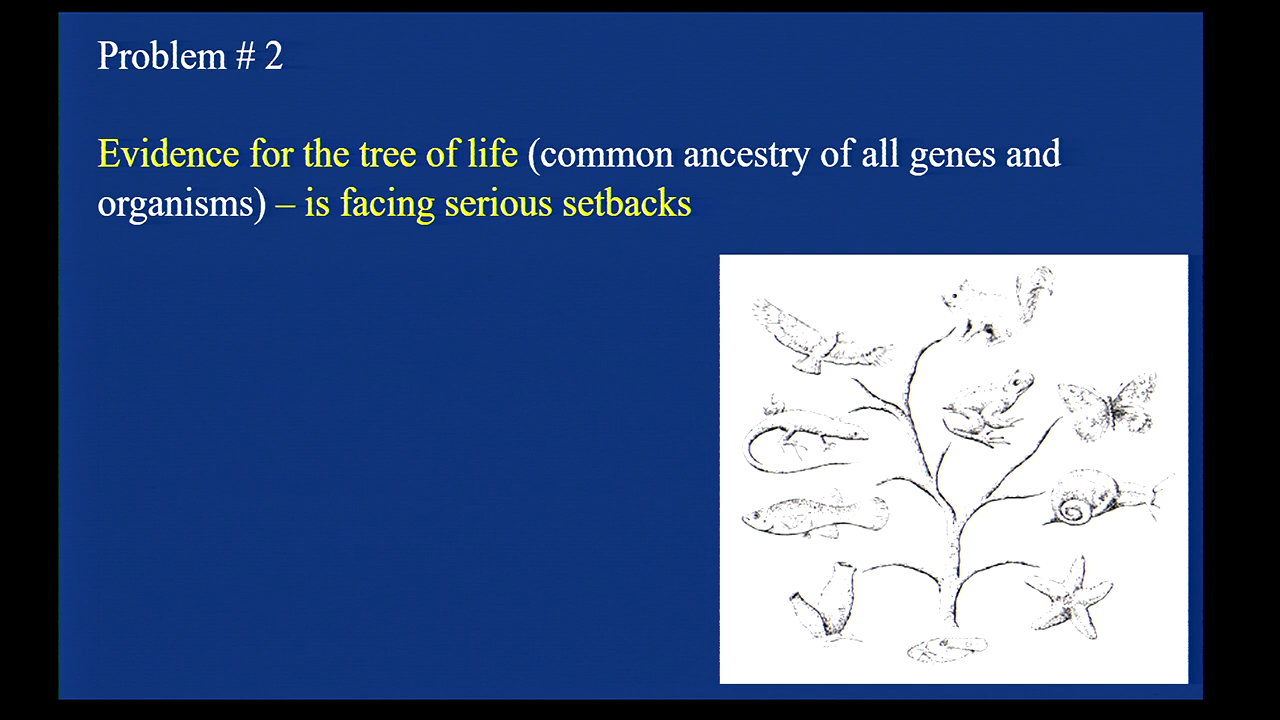 Problem # 2
Evidence for the tree of life (common ancestry of all genes and
organisms) – is facing serious setbacks